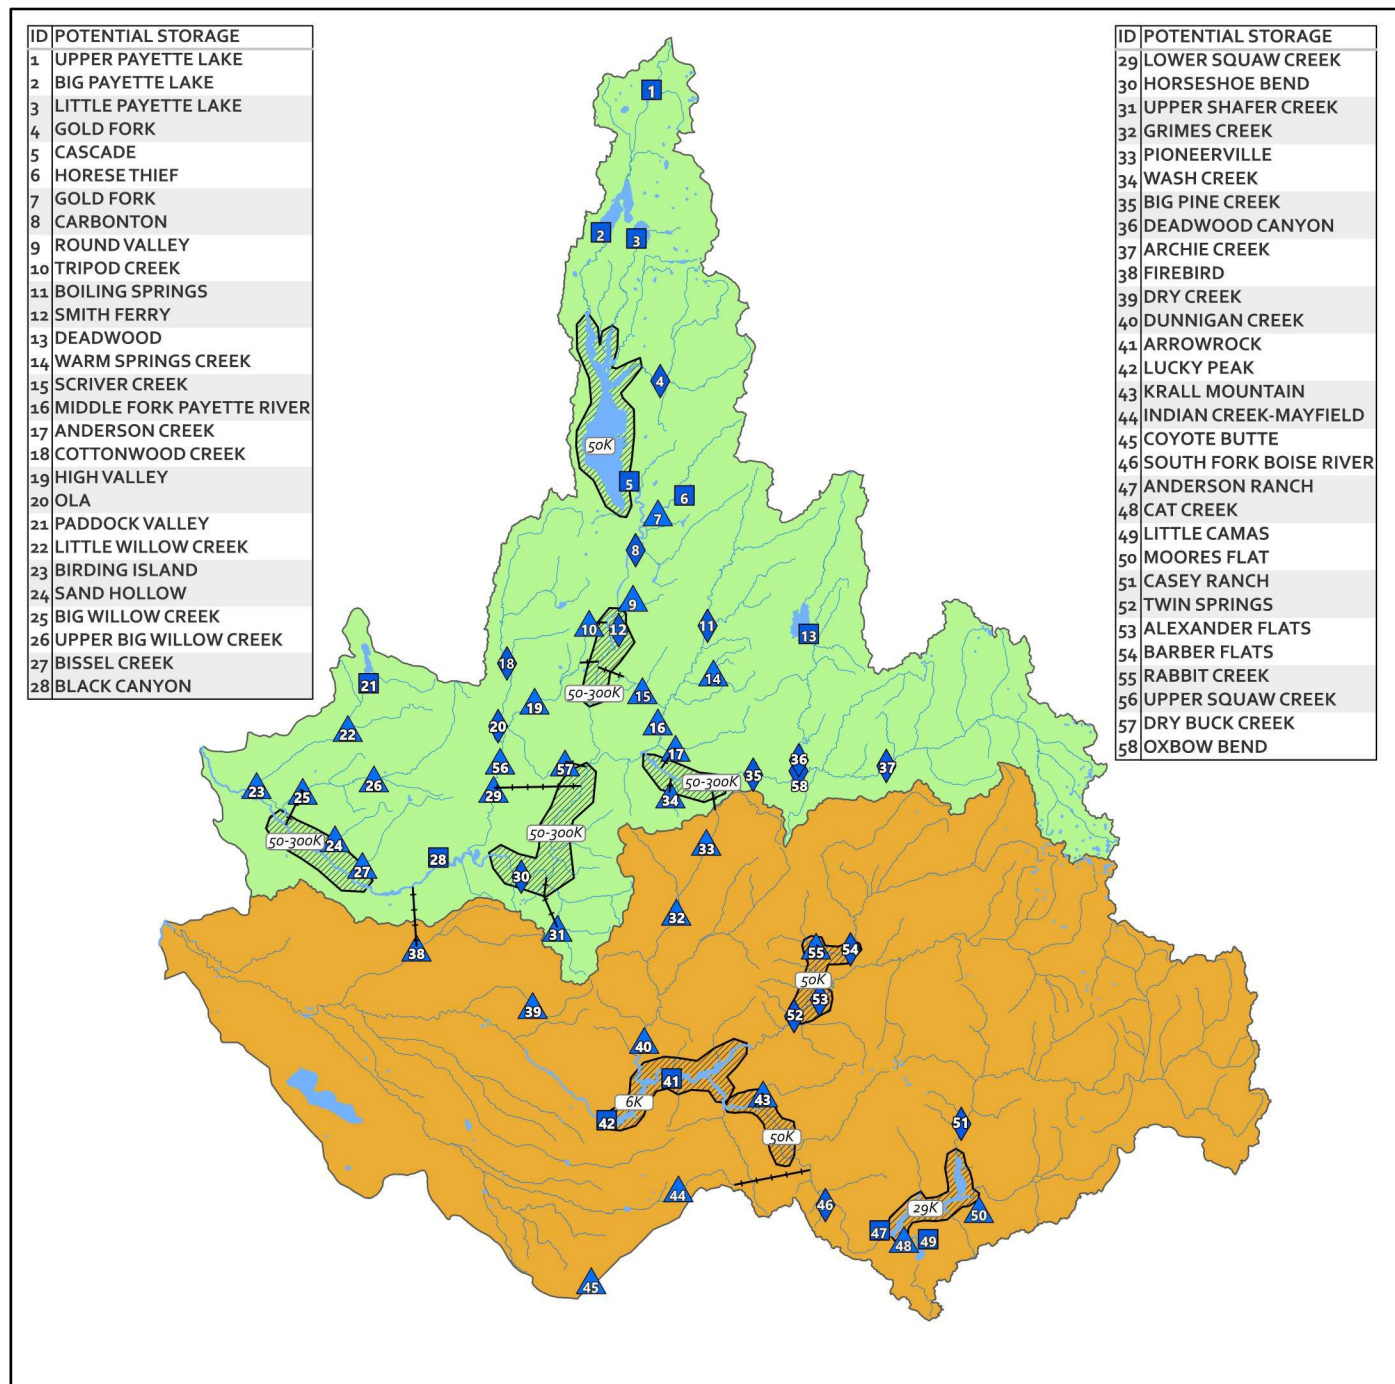 ID POTENTIAL STORAGE
1 UPPER PAYETTE LAKE
2 BIG PAYETTE LAKE
3 LITTLE PAYETTE LAKE
4 GOLD FORK
5 CASCADE
6 HORESE THIEF
7 GOLD FORK
8 CARBONTON
9 ROUND VALLEY
10 TRIPOD CREEK
11 BOILING SPRINGS
12 SMITH FERRY
13 DEADWOOD
14 WARM SPRINGS CREEK
15 SCRIVER CREEK
16 MIDDLE FORK PAYETTE RIVER
17 ANDERSON CREEK
18 COTTONWOOD CREEK
19 HIGH VALLEY
20 OLA
21 PADDOCK VALLEY
22 LITTLE WILLOW CREEK
23 BIRDING ISLAND
24 SAND HOLLOW
25 BIG WILLOW CREEK
26 UPPER BIG WILLOW CREEK
27 BISSEL CREEK
28 BLACK CANYON
ID POTENTIAL STORAGE
29 LOWER SQUAW CREEK
30 HORSESHOE BEND
31 UPPER SHAFER CREEK
32 GRIMES CREEK
33 PIONEERVILLE
34 WASH CREEK
35 BIG PINE CREEK
36 DEADWOOD CANYON
37 ARCHIE CREEK
38 FIREBIRD
39 DRY CREEK
40 DUNNIGAN CREEK
41 ARROWROCK
42 LUCKY PEAK
43 KRALL MOUNTAIN
44 INDIAN CREEK-MAYFIELD
45 COYOTE BUTTE
46 SOUTH FORK BOISE RIVER
47 ANDERSON RANCH
48 CAT CREEK
49 LITTLE CAMAS
50 MOORES FLAT
51 CASEY RANCH
52 TWIN SPRINGS
53 ALEXANDER FLATS
54 BARBER FLATS
55 RABBIT CREEK
56 UPPER SQUAW CREEK
57 DRY BUCK CREEK
58 OXBOW BEND
1
2
3
4
50K
5
6
7
8
9
10
12
11
13
18
14
21
50-300K
15
19
20
16
22
17
56
57
36
37
35
50-300K
58
26
23
25
29
34
50-300K
24
50-300K
33
28
27
30
32
31
38
55
54
50K
53
39
52
40
41
43
6K
42
51
50K
44
46
29K
50
47
48
49
45